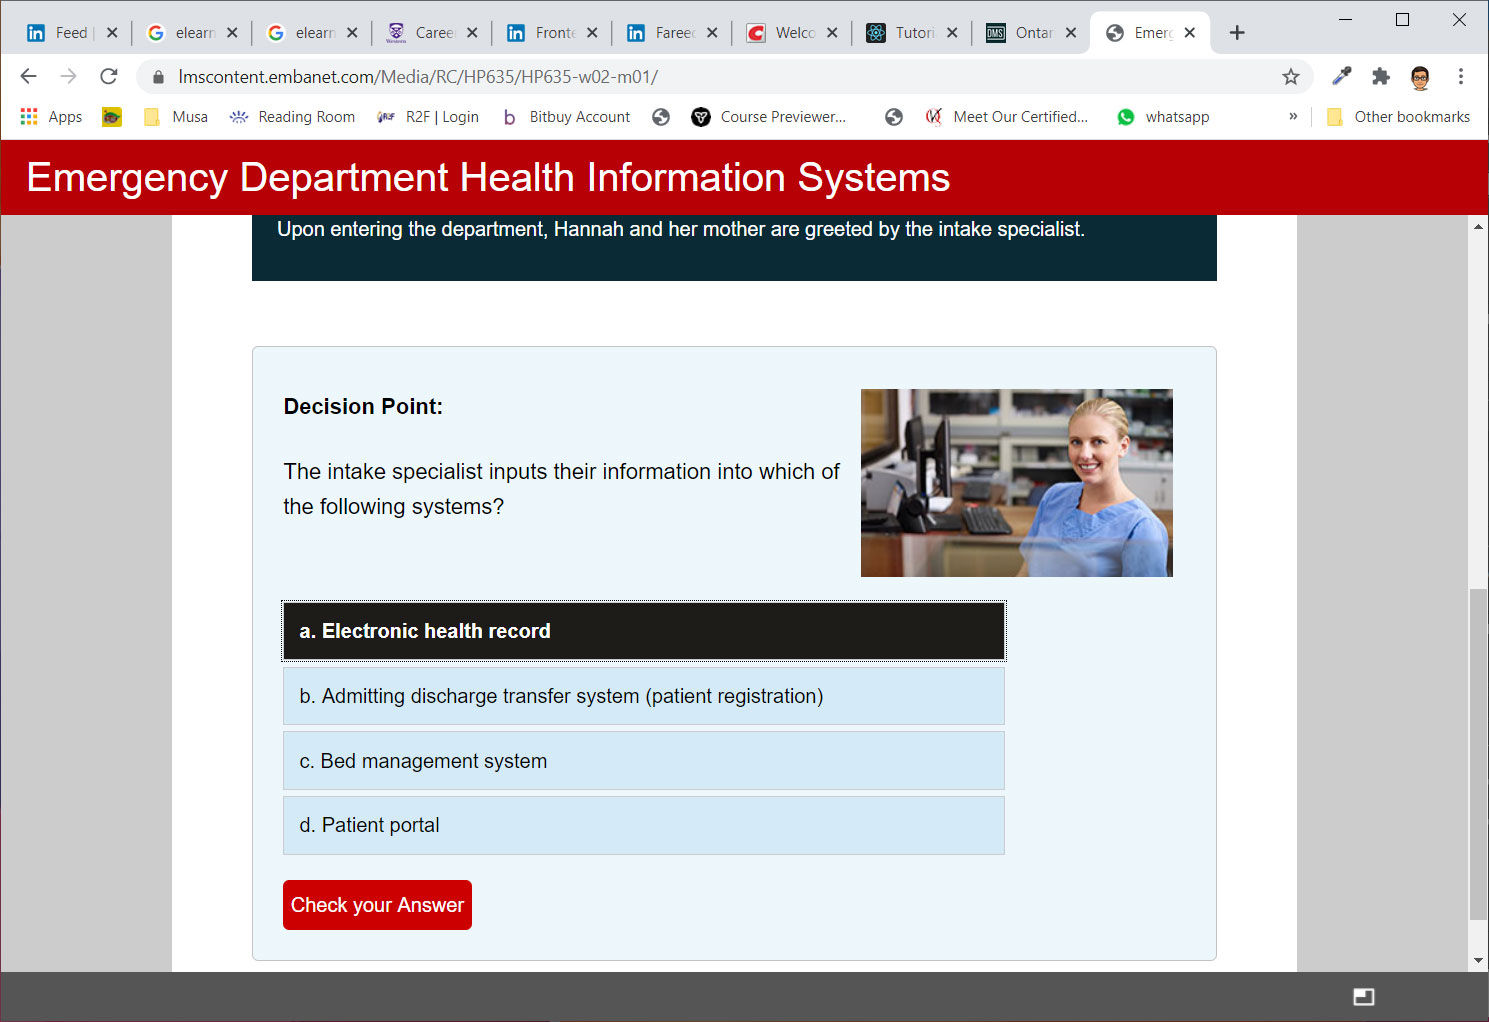 Feed
elearn
elearn
Caree
Fronte
Fareed
Welco
Tutori
DMS
Ontar
Emerg
lmscontent.embanet.com/Media/RC/HP635/HP635-w02-m01/
Apps
Musa
Reading Room
R2F | Login
Bitbuy Account
Course Previewer...
Meet Our Certified...
whatsapp
»
Other bookmarks
Emergency Department Health Information Systems
Upon entering the department, Hannah and her mother are greeted by the intake specialist.
Decision Point:
The intake specialist inputs their information into which of
the following systems?
a. Electronic health record
b. Admitting discharge transfer system (patient registration)
c. Bed management system
d. Patient portal
Check your Answer